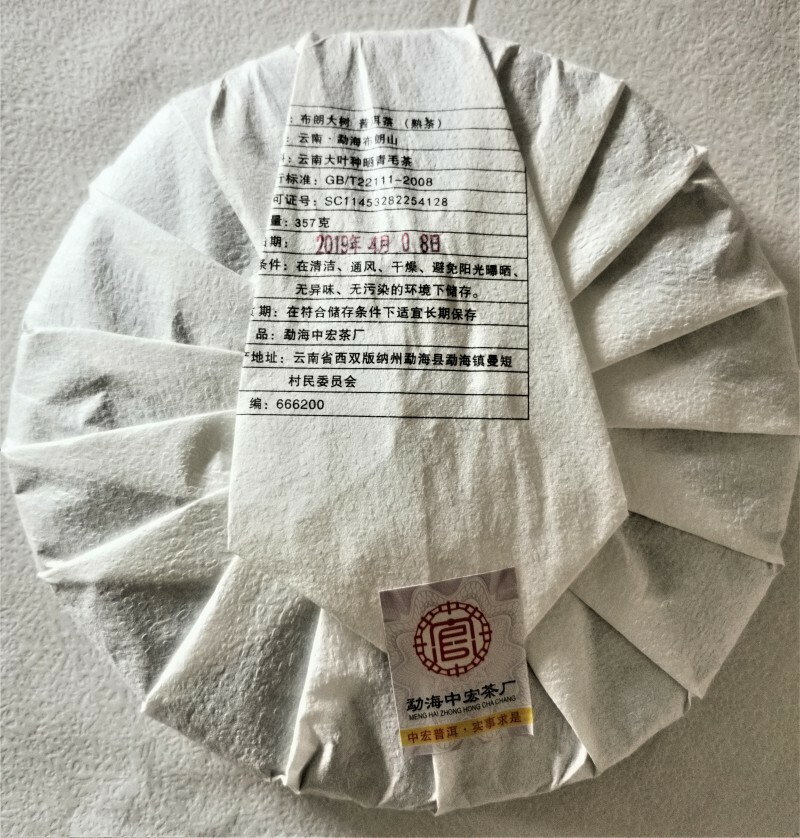 ：布朗大树 普洱茶 （熟茶）
：云南·勐海布朗山
：云南大叶种晒青毛茶
行标准：GB/T22111-2008
可证号：SC11453282254128
量：357克
期：2019年 4月 0 8日
条件：在清洁、通风、干燥、避免阳光曝晒、
无异味、无污染的环境下储存。
期：在符合储存条件下适宜长期保存
品：勐海中宏茶厂
产地址：云南省西双版纳州勐海县勐海镇曼短
村民委员会
编：666200
勐海中宏茶厂
MENG HAI ZHONG HONG CHA CHANG
中宏普洱·实事求是